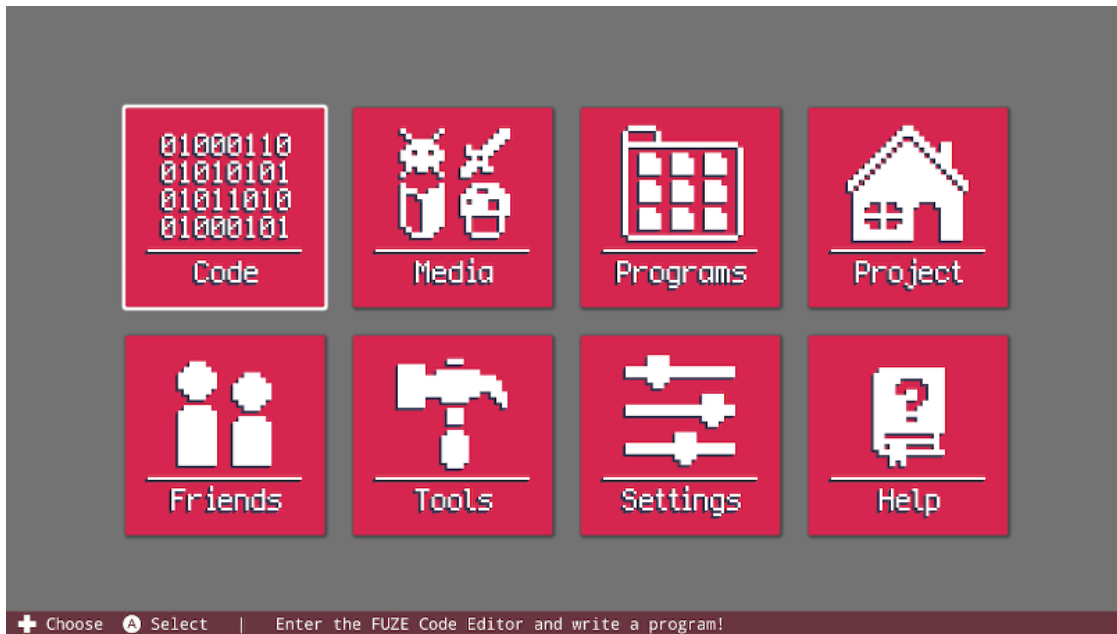 01000110
01010101
01011010
01000101
Code
Media
Programs
Project
Friends
Tools
?
Settings
Help
A
Choose A Select | Enter the FUZE Code Editor and write a program!